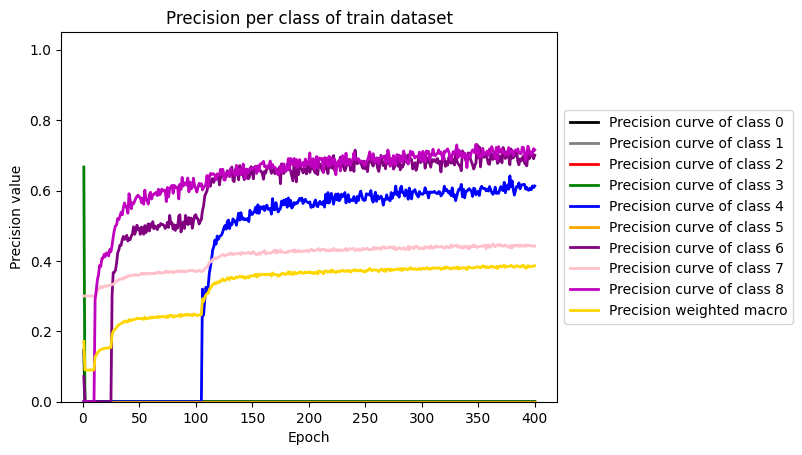 Precision per class of train dataset
Precision value
1.0
0.8
0.6
0.4
0.2
0.0
0 50 100 150 200 250 300 350 400
Epoch
Precision curve of class 0
Precision curve of class 1
Precision curve of class 2
Precision curve of class 3
Precision curve of class 4
Precision curve of class 5
Precision curve of class 6
Precision curve of class 7
Precision curve of class 8
Precision weighted macro